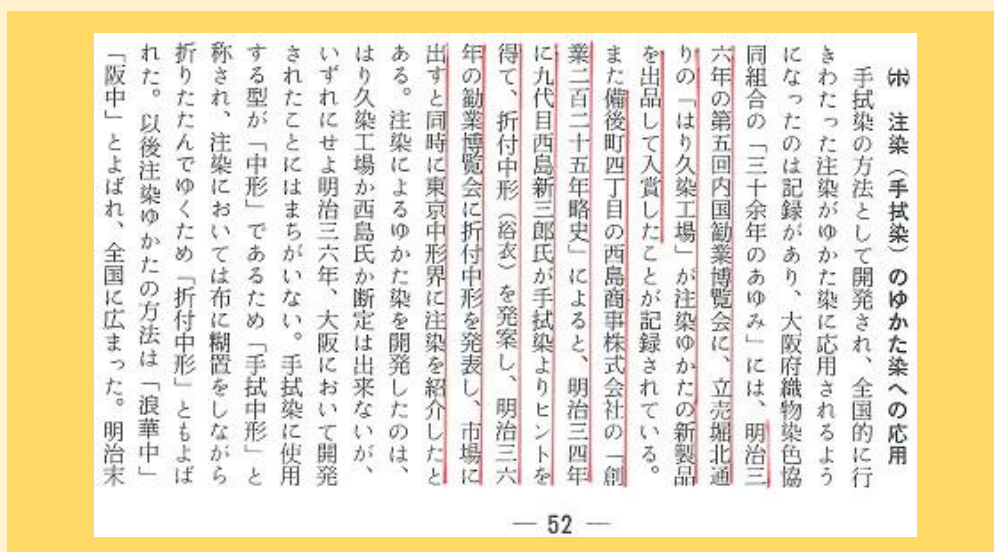 ㈭ 注染（手拭染）のゆかた染への応用
手拭染の方法として開発され、全国的に行
きわたった注染がゆかた染に応用されるよう
になったのは記録があり、大阪府織物染色協
同組合の「三十余年のあゆみ」には、明治三
六年の第五回内国勧業博覧会に、立売堀北通
りの「はり久染工場」が注染ゆかたの新製品
を出品して入賞したことが記録されている。
また備後町四丁目の西島商事株式会社の「創
業二百二十五年略史」によると、明治三四年
に九代目西島新三郎氏が手拭染よりヒントを
得て、折付中形（浴衣）を発案し、明治三六
年の勧業博覧会に折付中形を発表し、市場に
出すと同時に東京中形界に注染を紹介したと
ある。注染によるゆかた染を開発したのは、
はり久染工場か西島氏か断定は出来ないが、
いずれにせよ明治三六年、大阪において開発
されたことにはまちがいない。手拭染に使用
する型が「中形」であるため「手拭中形」と
称され、注染においては布に糊置をしながら
折りたたんでゆくため「折付中形」ともよば
れた。以後注染ゆかたの方法は「浪華中」
「阪中」とよばれ、全国に広まった。明治末
— 52 —